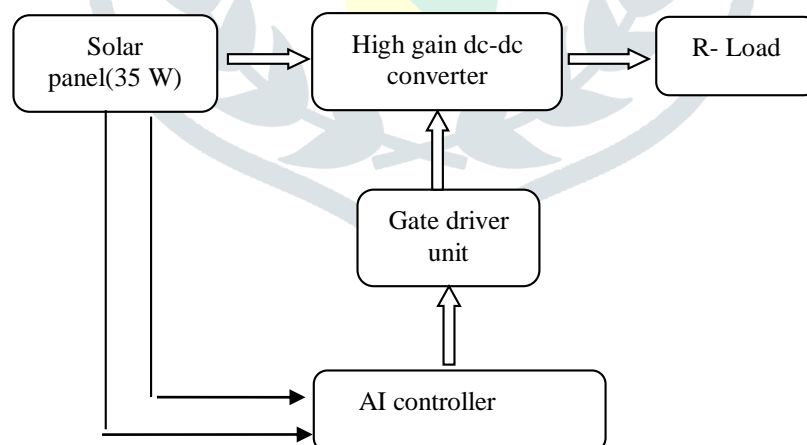 Solar
panel(35 W)
High gain dc-dc
converter
R- Load
Gate driver
unit
AI controller